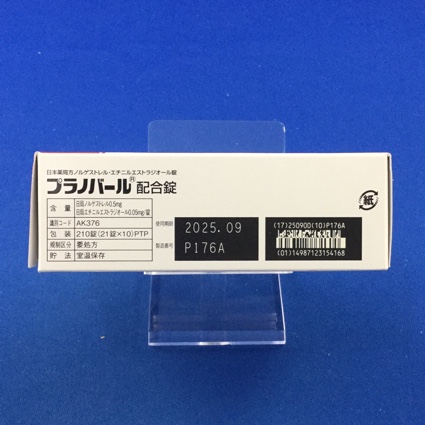 日本薬局方ノルゲストレル・エチニルエストラジオール錠
プラノバール® 配合錠
含 量 日局ノルゲストレル0.5mg
日局エチニルエストラジオール0.05mg/錠
識別コード AK376
包 装 210錠(21錠×10)PTP
規制区分 要処方
貯 法 室温保存
使用期限 2025.09
製造番号 P176A
(17)250900(10)P176A
(01)14987123154168
紙